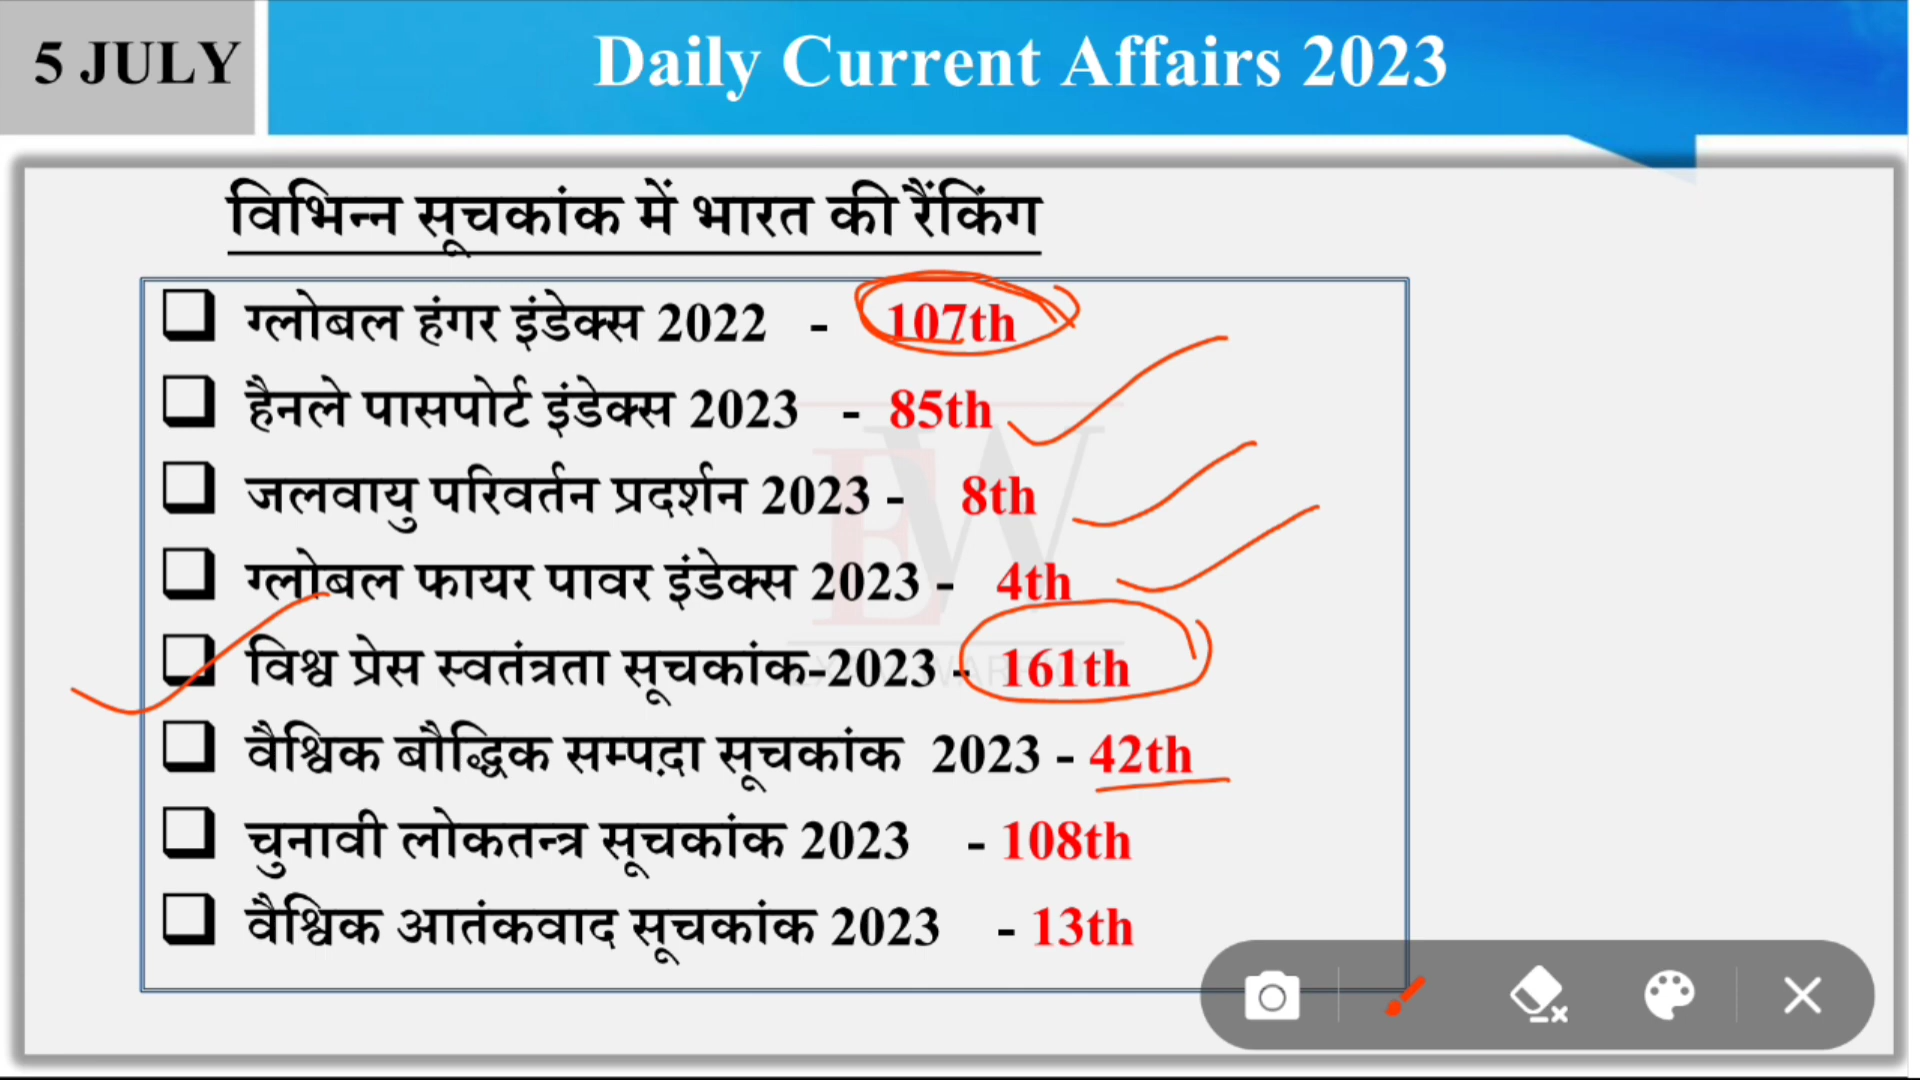 5 JULY
Daily Current Affairs 2023
विभिन्न सूचकांक में भारत की रैंकिंग
ग्लोबल हंगर इंडेक्स 2022 - 107th
हैनले पासपोर्ट इंडेक्स 2023 - 85th
जलवायु परिवर्तन प्रदर्शन 2023 - 8th
ग्लोबल फायर पावर इंडेक्स 2023 - 4th
विश्व प्रेस स्वतंत्रता सूचकांक-2023 - 161th
वैश्विक बौद्धिक सम्पद़ा सूचकांक 2023 - 42th
चुनावी लोकतन्त्र सूचकांक 2023 - 108th
वैश्विक आतंकवाद सूचकांक 2023 - 13th
EW